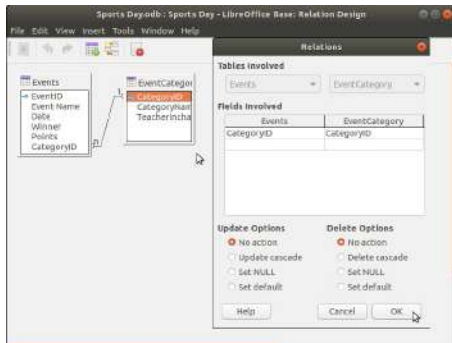 Sports Day.odb : Sports Day - LibreOffice Base: Relation Design
File Edit View Insert Tools Window Help
Relations
Tables Involved
Events
EventCategory
Fields Involved
Events
EventCategory
CategoryID
CategoryID
Update Options
Delete Options
No action
No action
Update cascade
Delete cascade
Set NULL
Set NULL
Set default
Set default
Help
Cancel
OK
Events
EventID
Event Name
Date
Winner
Points
CategoryID
EventCategor
CategoryID
CategoryNam
TeacherIncha
1
n